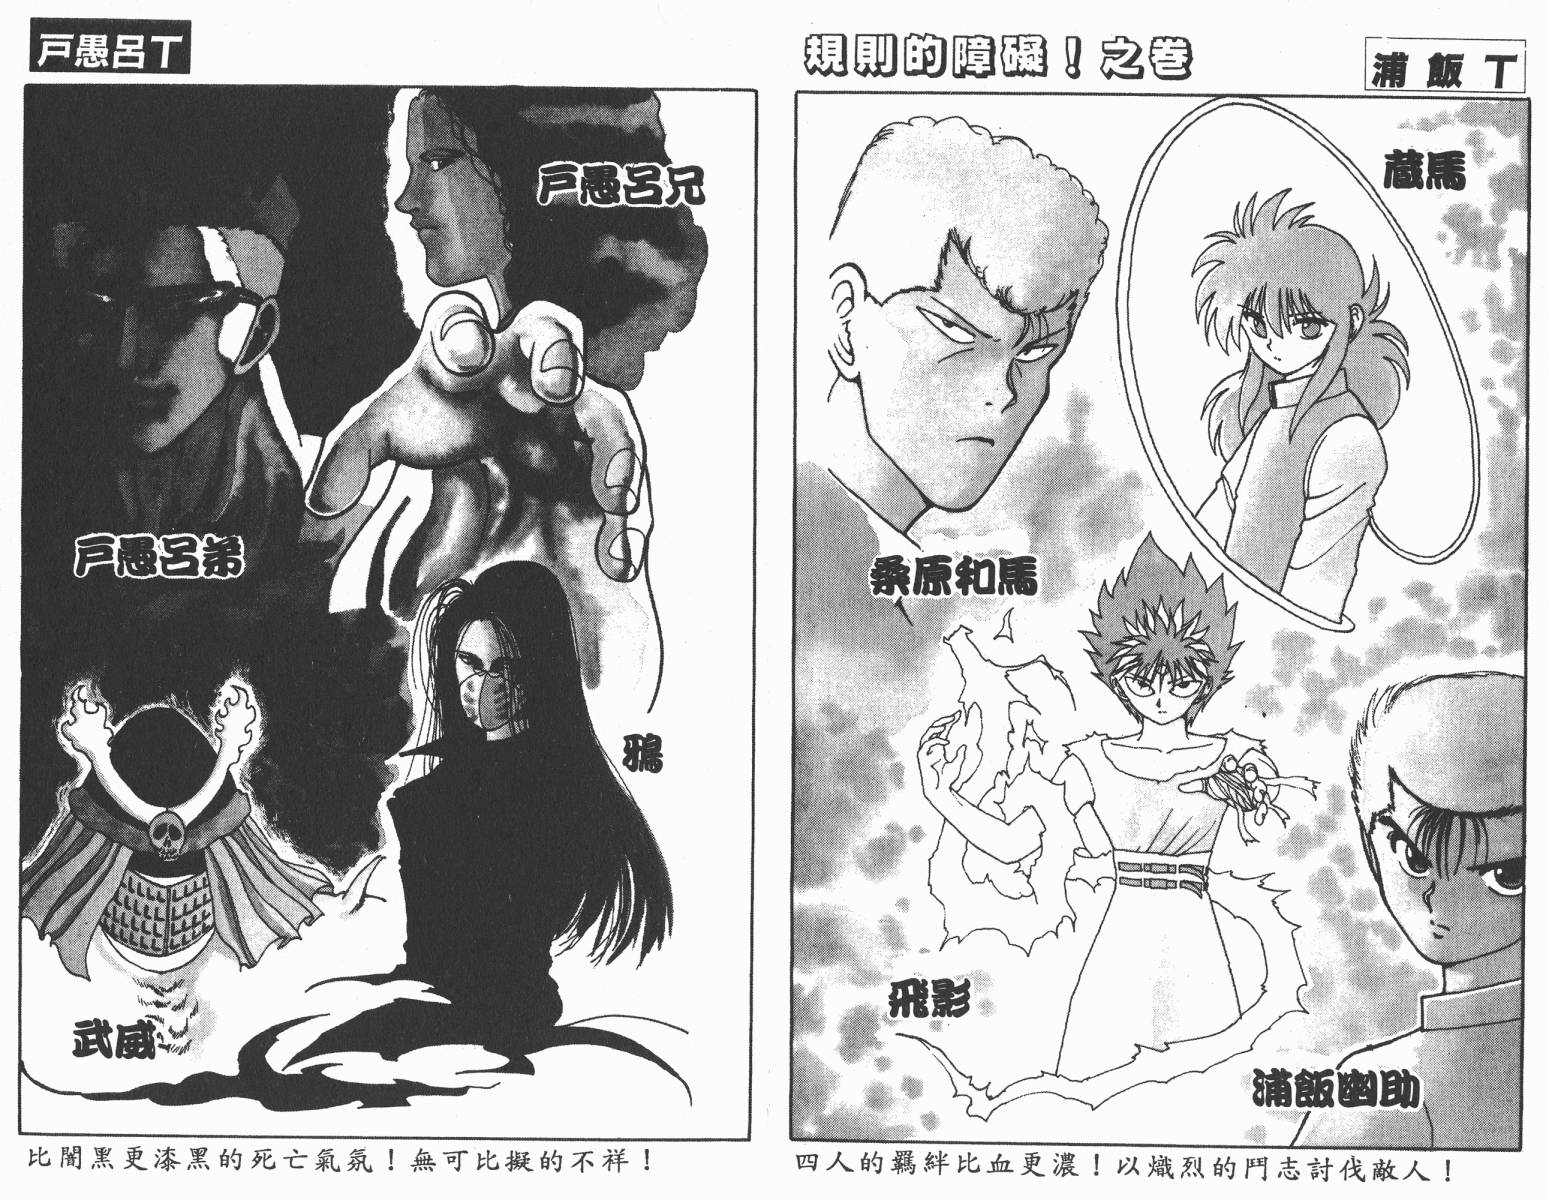 規則的障礙！之卷
浦飯T
藏馬
桑原和馬
飛影
浦飯幽助
四人的羈絆比血更濃！以熾烈的鬥志討伐敵人！
戶愚呂T
戶愚呂兄
戶愚呂弟
鴉
武威
比闇黑更漆黑的死亡氣氛！無可比擬的不祥！